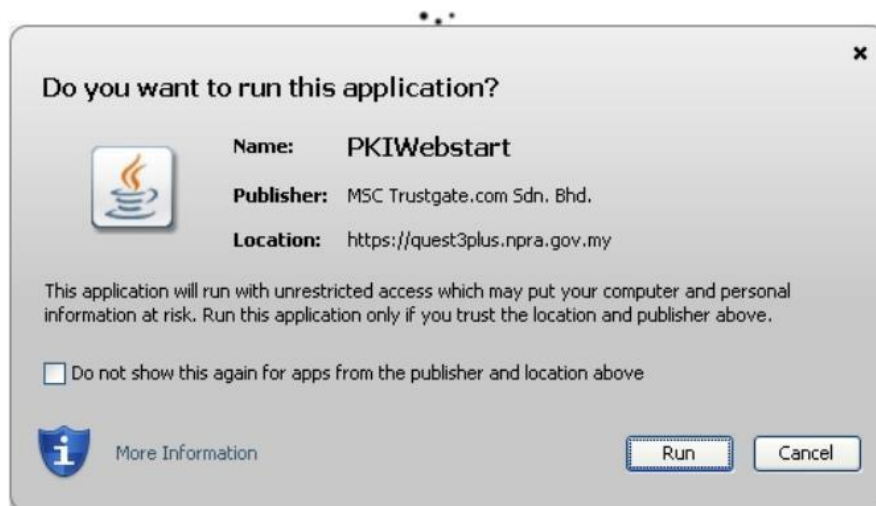 Do you want to run this application?
Name: PKIWebstart
Publisher: MSC Trustgate.com Sdn. Bhd.
Location: https://quest3plus.npra.gov.my
This application will run with unrestricted access which may put your computer and personal
information at risk. Run this application only if you trust the location and publisher above.
Do not show this again for apps from the publisher and location above
More Information
Run
Cancel